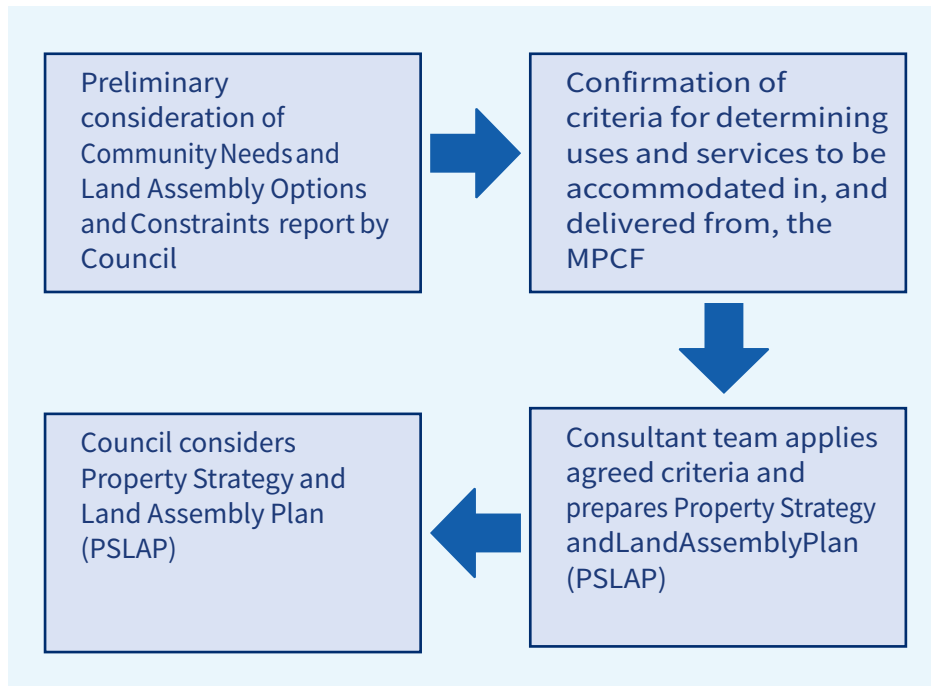 Preliminary
consideration of
Community Needs and
Land Assembly Options
and Constraints report by
Council
Confirmation of
criteria for determining
uses and services to be
accommodated in, and
delivered from, the
MPCF
Consultant team applies
agreed criteria and
prepares Property Strategy
andLandAssemblyPlan
(PSLAP)
Council considers
Property Strategy and
Land Assembly Plan
(PSLAP)